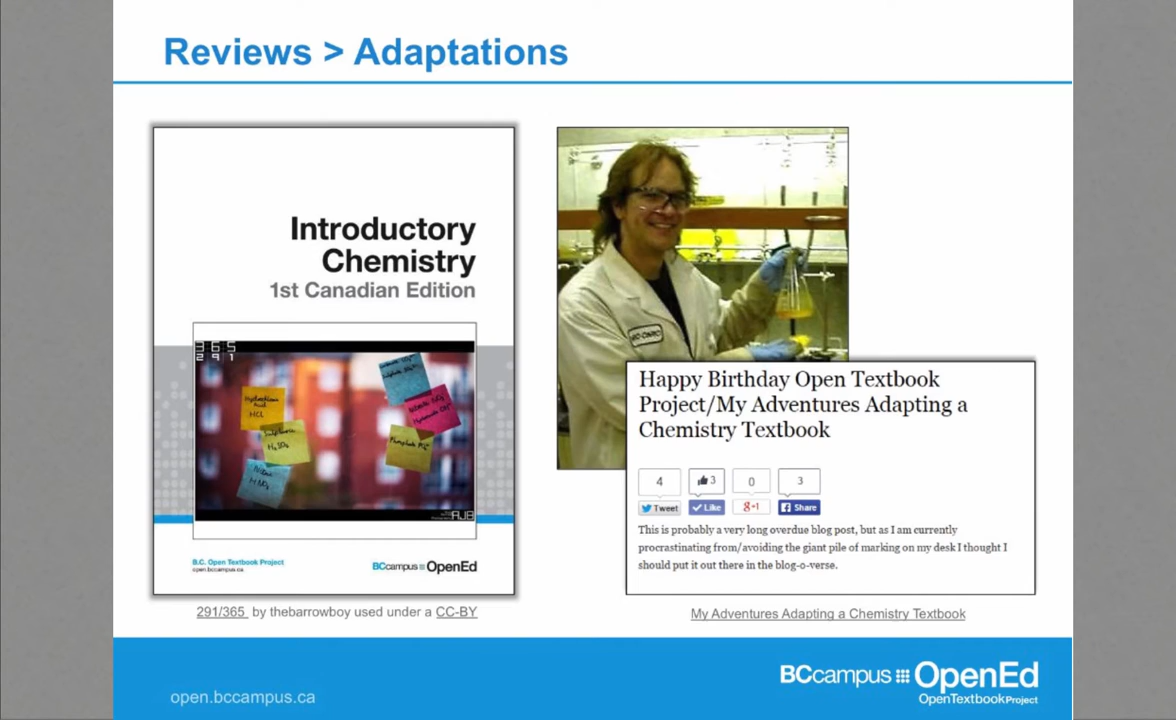 Reviews > Adaptations
Introductory
Chemistry
1st Canadian Edition
365
291
HCL
B.C. Open Textbook Project
open.bccampus.ca
BCcampus OpenEd
291/365 by thebarrowboy used under a CC-BY
Happy Birthday Open Textbook
Project/My Adventures Adapting a
Chemistry Textbook
4 3 0 3
Tweet Like g+1 Share
This is probably a very long overdue blog post, but as I am currently
procrastinating from/avoiding the giant pile of marking on my desk I thought I
should put it out there in the blog-o-verse.
My Adventures Adapting a Chemistry Textbook
open.bccampus.ca
BCcampus OpenEd
OpenTextbookProject